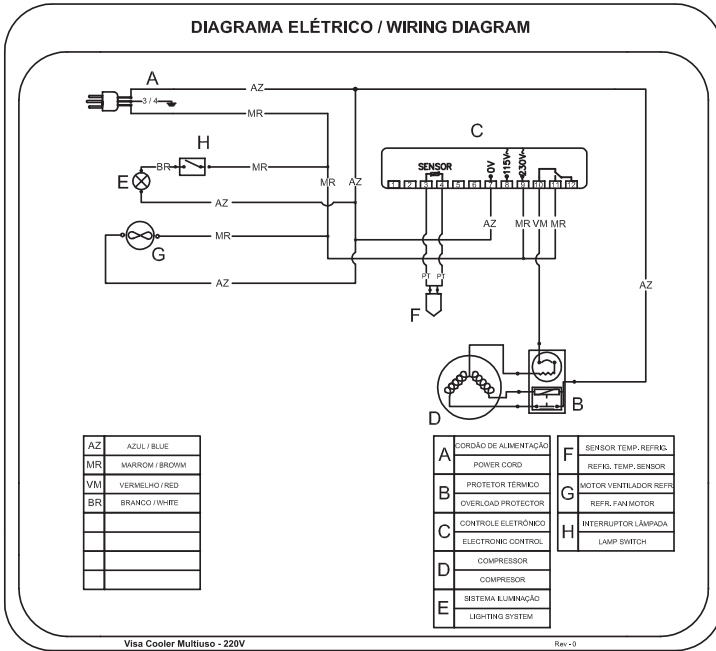 DIAGRAMA ELÉTRICO / WIRING DIAGRAM
A
AZ
3 / 4
MR
H
C
BR
MR
SENSOR
0V
115V~
230V~
E
1 2 3 4 5 6 7 8 9 10 11 12
MR
AZ
AZ
MR
G
AZ
MR
VM
MR
AZ
AZ
PT
PT
F
D
B
AZ AZUL / BLUE
MR MARROM / BROWM
VM VERMELHO / RED
BR BRANCO / WHITE
A CORDÃO DE ALIMENTAÇÃO
POWER CORD
B PROTETOR TÉRMICO
OVERLOAD PROTECTOR
C CONTROLE ELETRÔNICO
ELECTRONIC CONTROL
D COMPRESSOR
COMPRESOR
E SISTEMA ILUMINAÇÃO
LIGHTING SYSTEM
F SENSOR TEMP. REFRIG.
REFIG. TEMP. SENSOR
G MOTOR VENTILADOR REFR
REFR. FAN MOTOR
H INTERRUPTOR LÂMPADA
LAMP SWITCH
Visa Cooler Multiuso - 220V
Rev - 0